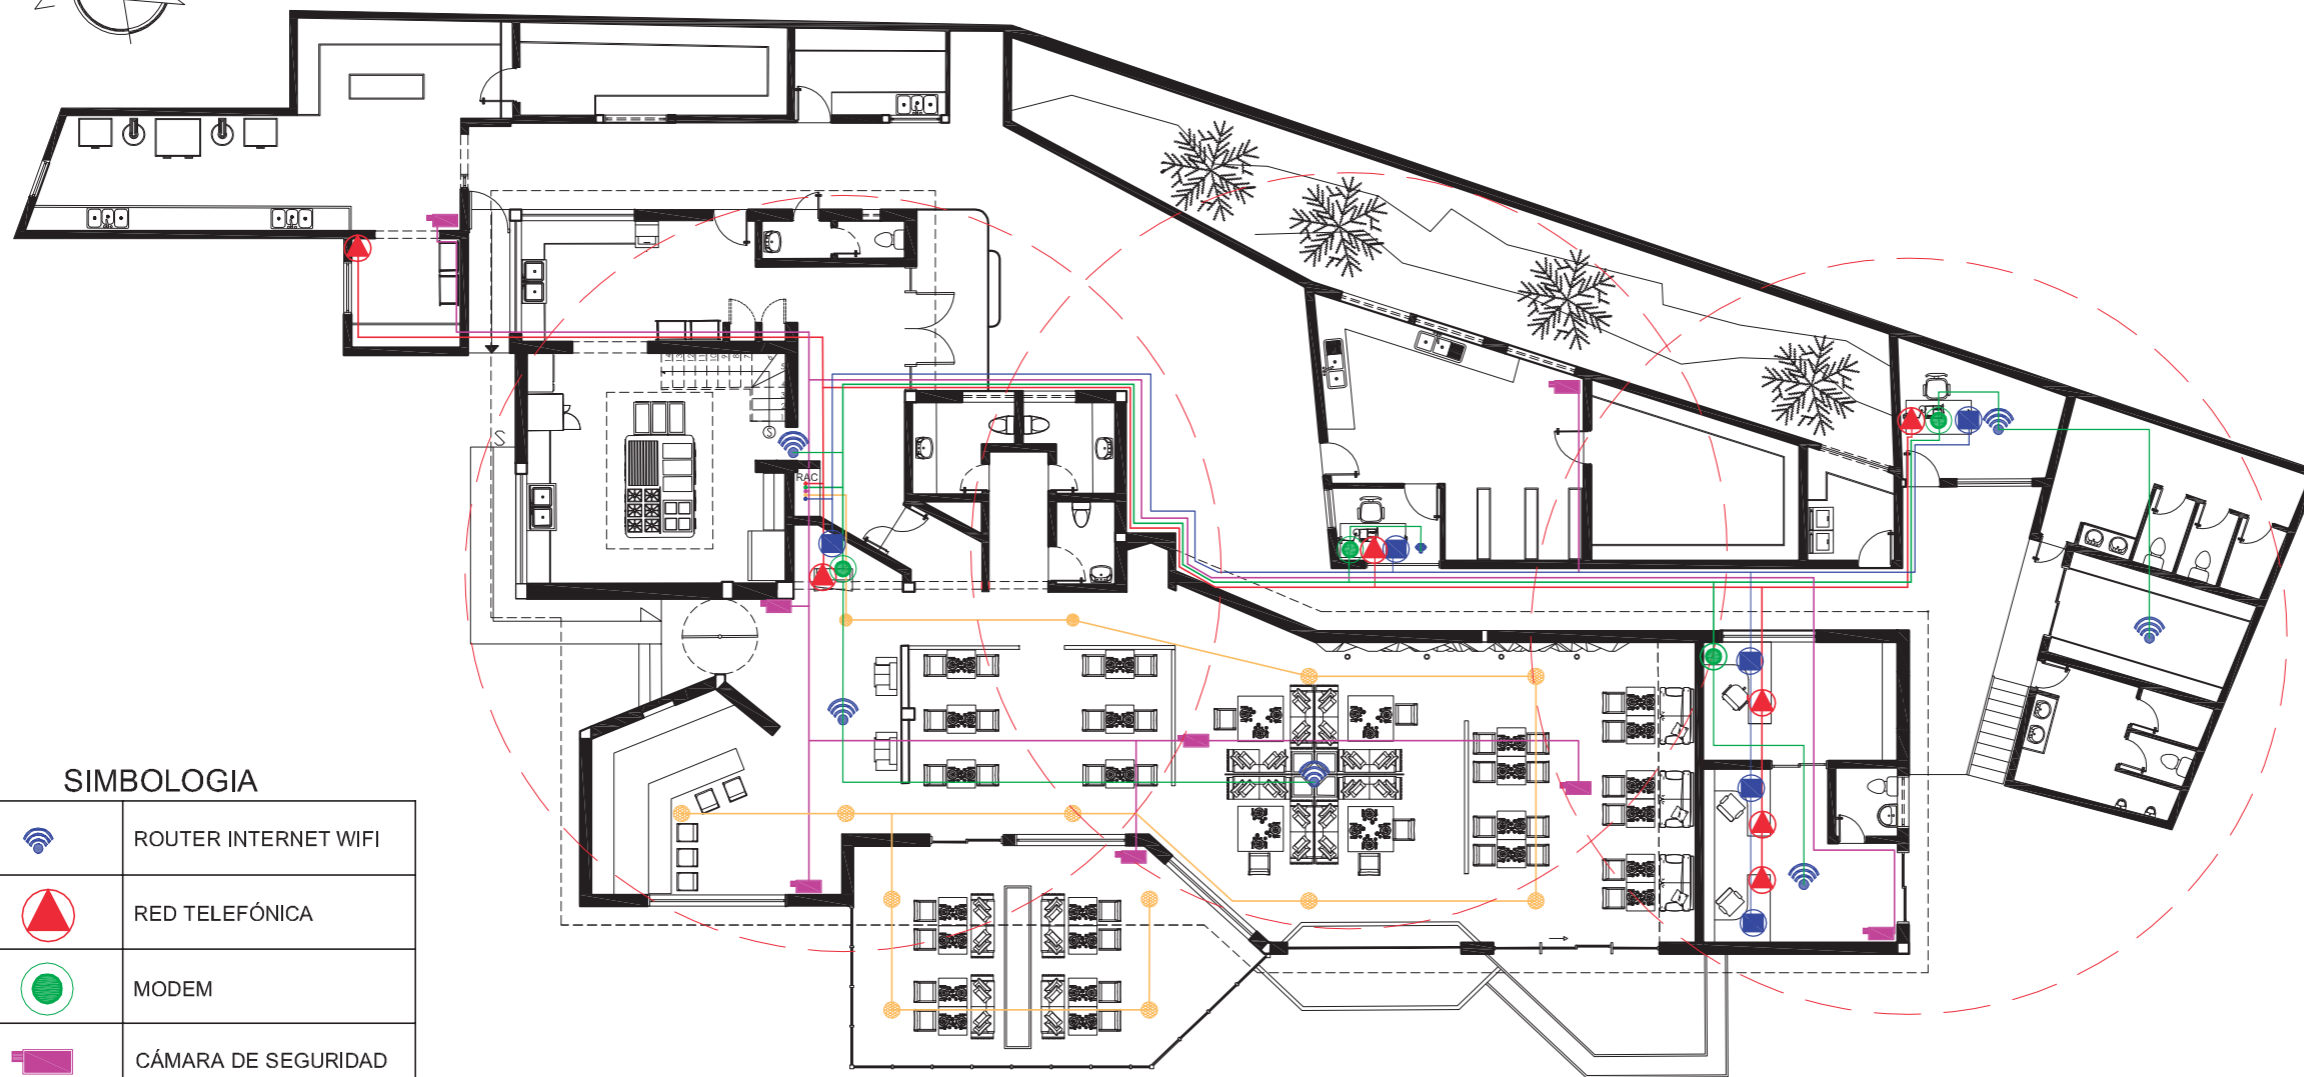 RAC
S
S
SIMBOLOGIA
ROUTER INTERNET WIFI
RED TELEFÓNICA
MODEM
CÁMARA DE SEGURIDAD